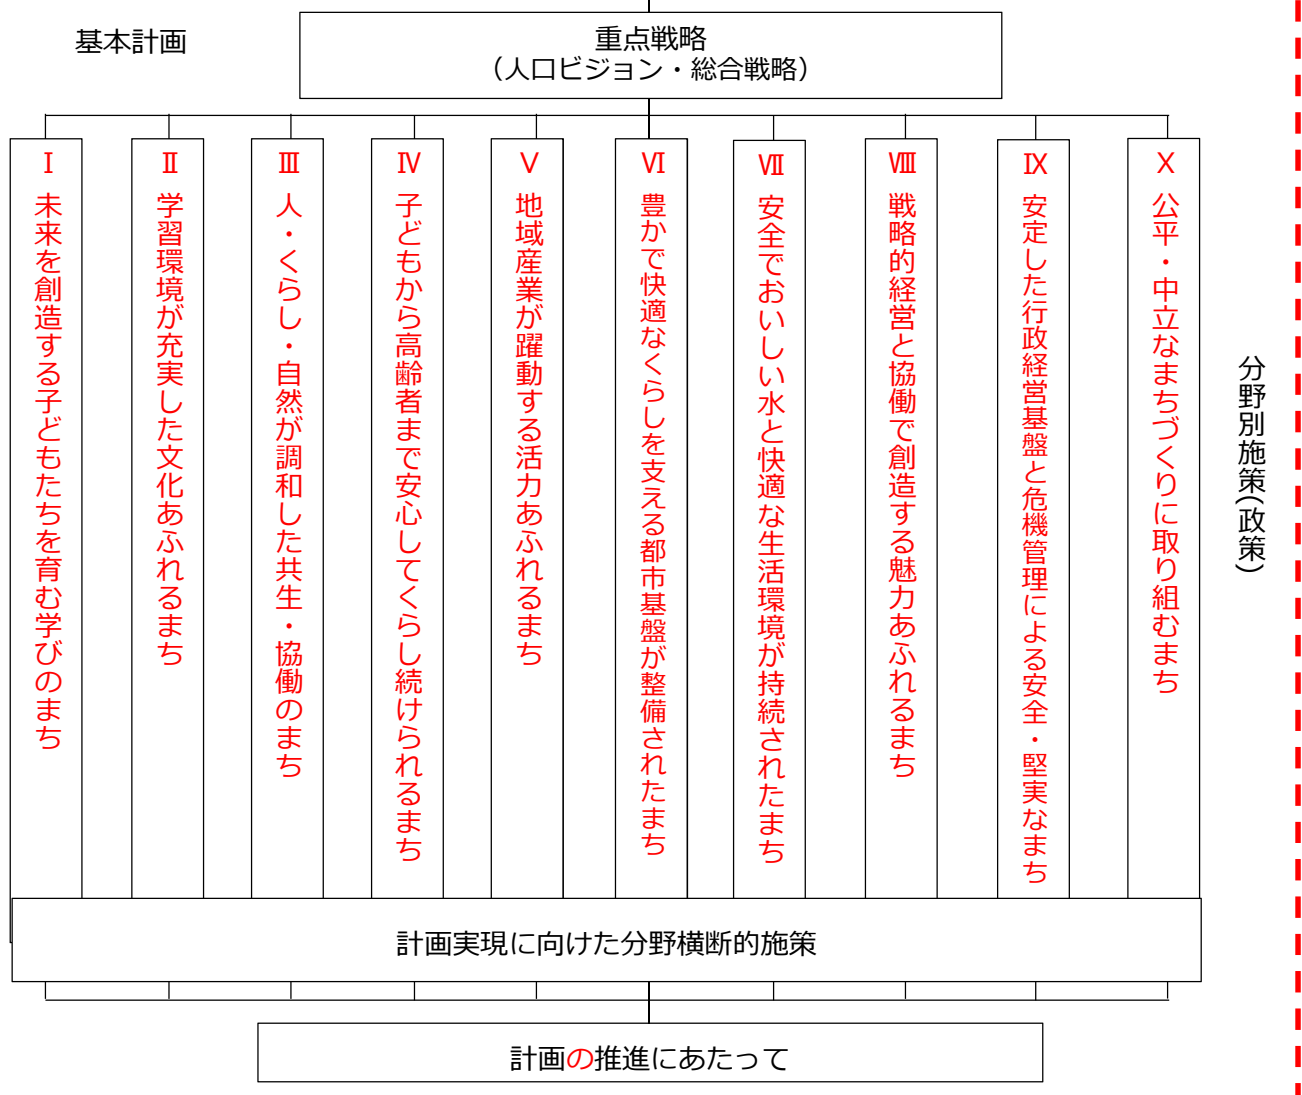 基本計画
重点戦略
（人口ビジョン・総合戦略）
Ⅰ 未来を創造する子どもたちを育む学びのまち
Ⅱ 学習環境が充実した文化あふれるまち
Ⅲ 人・くらし・自然が調和した共生・協働のまち
Ⅳ 子どもから高齢者まで安心してくらし続けられるまち
Ⅴ 地域産業が躍動する活力あふれるまち
Ⅵ 豊かで快適なくらしを支える都市基盤が整備されたまち
Ⅶ 安全でおいしい水と快適な生活環境が持続されたまち
Ⅷ 戦略的経営と協働で創造する魅力あふれるまち
Ⅸ 安定した行政経営基盤と危機管理による安全・堅実なまち
Ⅹ 公平・中立なまちづくりに取り組むまち
分野別施策(政策)
計画実現に向けた分野横断的施策
計画の推進にあたって